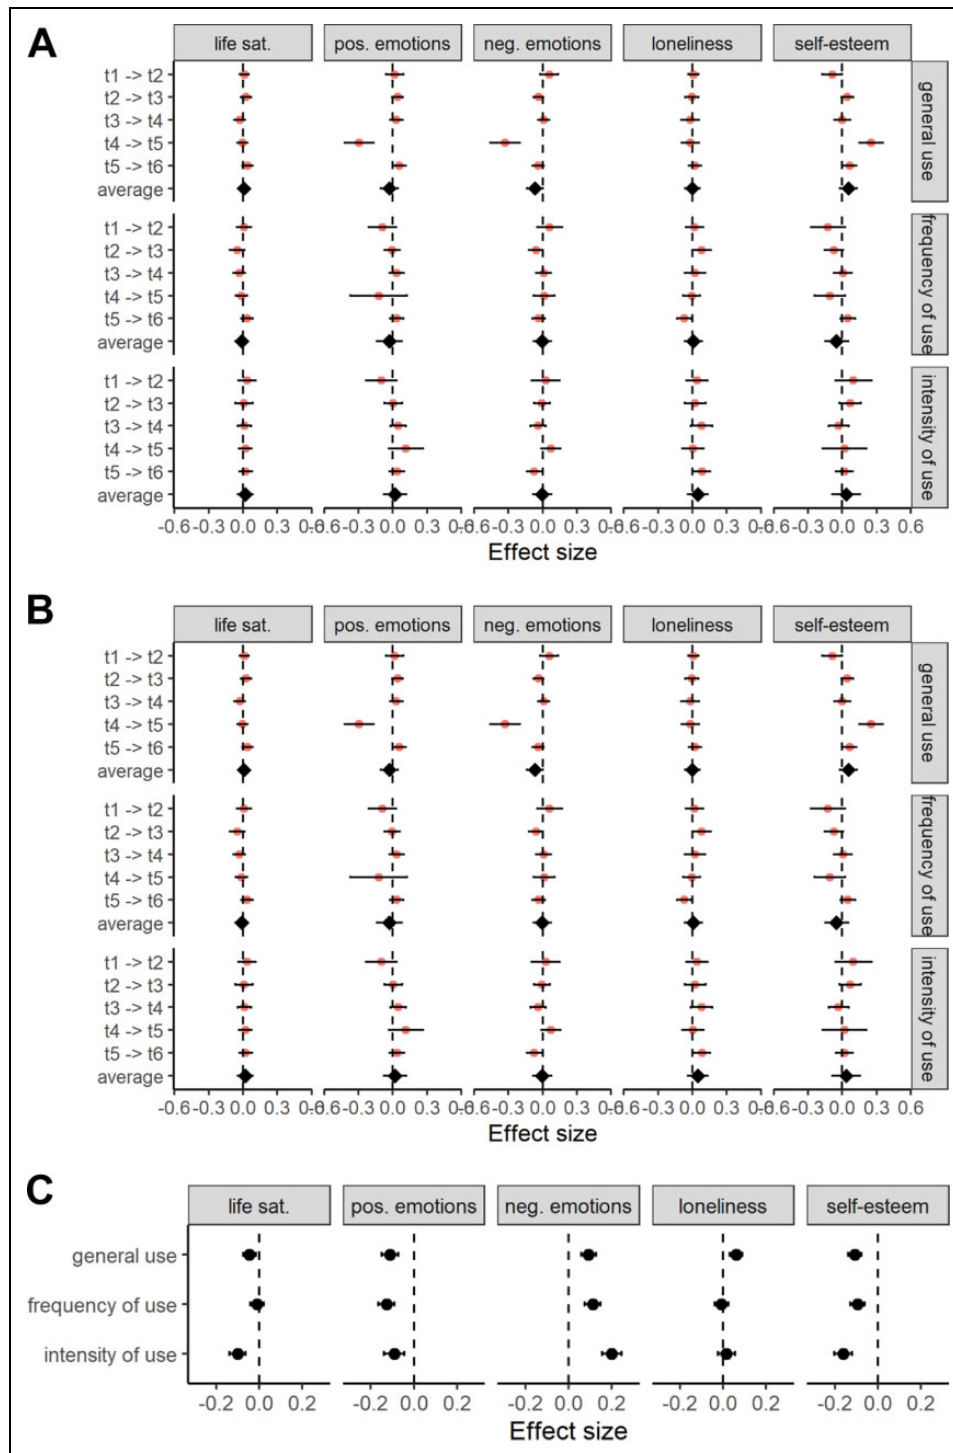 A
life sat. pos. emotions neg. emotions loneliness self-esteem
t1 -> t2
t2 -> t3
t3 -> t4
t4 -> t5
t5 -> t6
average
general use
t1 -> t2
t2 -> t3
t3 -> t4
t4 -> t5
t5 -> t6
average
frequency of use
t1 -> t2
t2 -> t3
t3 -> t4
t4 -> t5
t5 -> t6
average
intensity of use
-0.6 -0.3 0.0 0.3 0.6 -0.6 -0.3 0.0 0.3 0.6 -0.6 -0.3 0.0 0.3 0.6 -0.6 -0.3 0.0 0.3 0.6 -0.6 -0.3 0.0 0.3 0.6
Effect size
B
life sat. pos. emotions neg. emotions loneliness self-esteem
t1 -> t2
t2 -> t3
t3 -> t4
t4 -> t5
t5 -> t6
average
general use
t1 -> t2
t2 -> t3
t3 -> t4
t4 -> t5
t5 -> t6
average
frequency of use
t1 -> t2
t2 -> t3
t3 -> t4
t4 -> t5
t5 -> t6
average
intensity of use
-0.6 -0.3 0.0 0.3 0.6 -0.6 -0.3 0.0 0.3 0.6 -0.6 -0.3 0.0 0.3 0.6 -0.6 -0.3 0.0 0.3 0.6 -0.6 -0.3 0.0 0.3 0.6
Effect size
C
life sat. pos. emotions neg. emotions loneliness self-esteem
general use
frequency of use
intensity of use
-0.2 0.0 0.2 -0.2 0.0 0.2 -0.2 0.0 0.2 -0.2 0.0 0.2 -0.2 0.0 0.2
Effect size